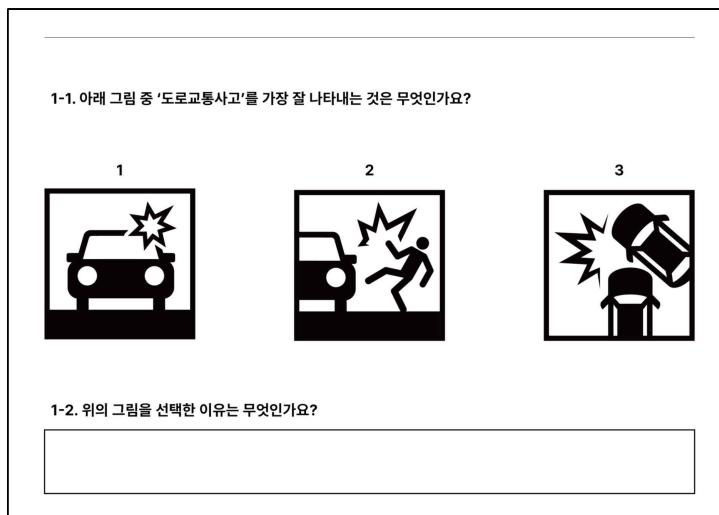 1-1. 아래 그림 중 ‘도로교통사고’를 가장 잘 나타내는 것은 무엇인가요?
1
2
3
1-2. 위의 그림을 선택한 이유는 무엇인가요?